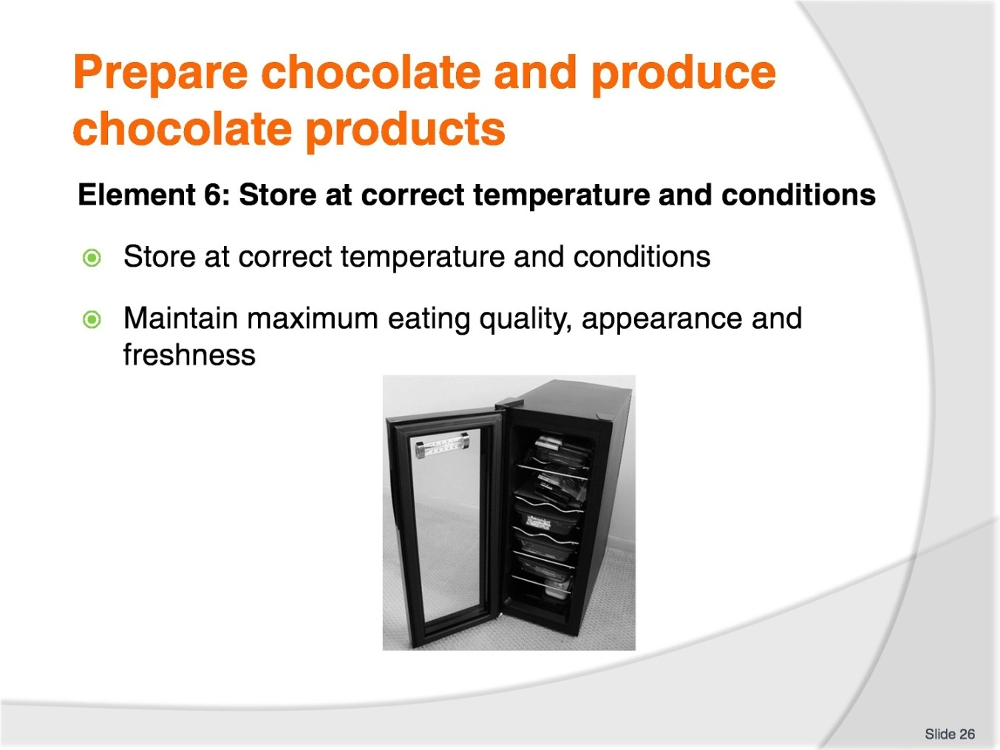 Prepare chocolate and produce
chocolate products
Element 6: Store at correct temperature and conditions
Store at correct temperature and conditions
Maintain maximum eating quality, appearance and
freshness
Slide 26